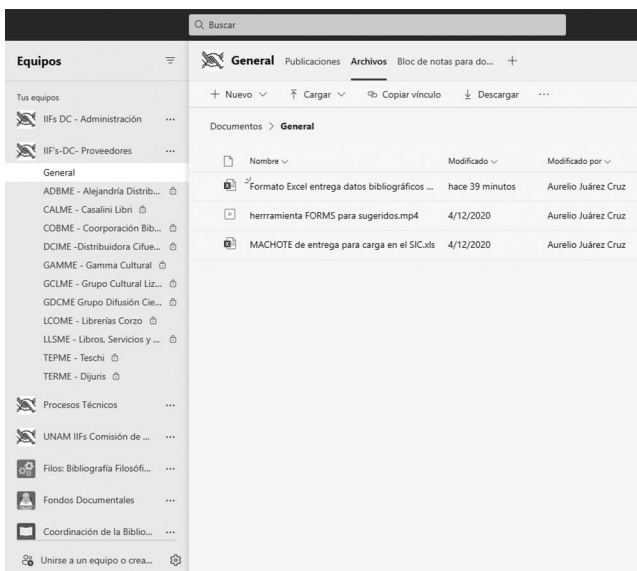 Buscar
Equipos
Tus equipos
IIFs DC - Administración ...
IIF's-DC- Proveedores ...
General
ADBME - Alejandría Distrib...
CALME - Casalini Libri
COBME - Coorporación Bib...
DCIME -Distribuidora Cifue...
GAMME - Gamma Cultural
GCLME - Grupo Cultural Liz...
GDCME Grupo Difusión Cie...
LCOME - Librerías Corzo
LLSME - Libros, Servicios y ...
TEPME - Teschi
TERME - Dijuris
Procesos Técnicos ...
UNAM IIFs Comisión de ... ...
Filos: Bibliografía Filosófi... ...
Fondos Documentales ...
Coordinación de la Biblio... ...
Unirse a un equipo o crea...
General Publicaciones Archivos Bloc de notas para do... +
+ Nuevo Cargar Copiar vínculo Descargar ...
Documentos > General
Nombre Modificado Modificado por
Formato Excel entrega datos bibliográficos ... hace 39 minutos Aurelio Juárez Cruz
herrramienta FORMS para sugeridos.mp4 4/12/2020 Aurelio Juárez Cruz
MACHOTE de entrega para carga en el SIC.xls 4/12/2020 Aurelio Juárez Cruz